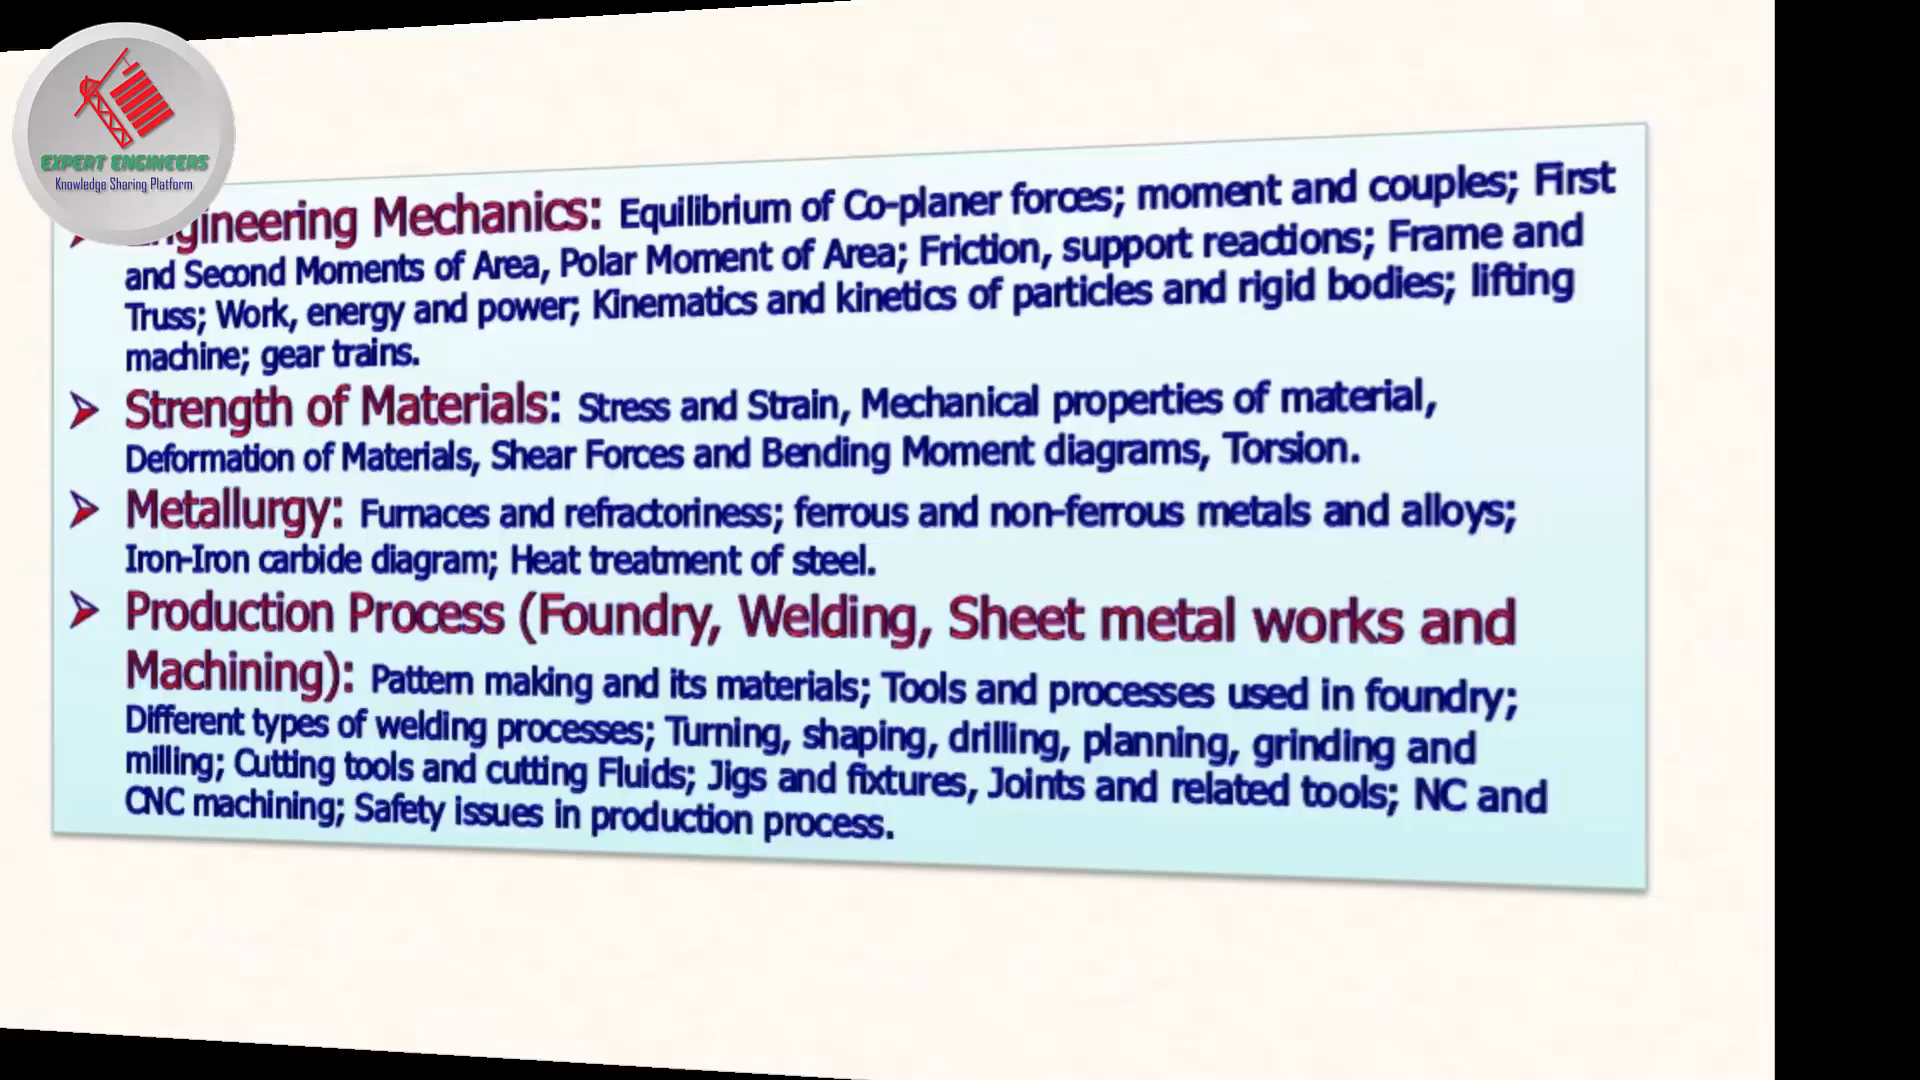 EXPERT ENGINEERS
Knowledge Sharing Platform
Engineering Mechanics: Equilibrium of Co-planer forces; moment and couples; First
and Second Moments of Area, Polar Moment of Area; Friction, support reactions; Frame and
Truss; Work, energy and power; Kinematics and kinetics of particles and rigid bodies; lifting
machine; gear trains.
Strength of Materials: Stress and Strain, Mechanical properties of material,
Deformation of Materials, Shear Forces and Bending Moment diagrams, Torsion.
Metallurgy: Furnaces and refractoriness; ferrous and non-ferrous metals and alloys;
Iron-Iron carbide diagram; Heat treatment of steel.
Production Process (Foundry, Welding, Sheet metal works and
Machining): Pattern making and its materials; Tools and processes used in foundry;
Different types of welding processes; Turning, shaping, drilling, planning, grinding and
milling; Cutting tools and cutting Fluids; Jigs and fixtures, Joints and related tools; NC and
CNC machining; Safety issues in production process.